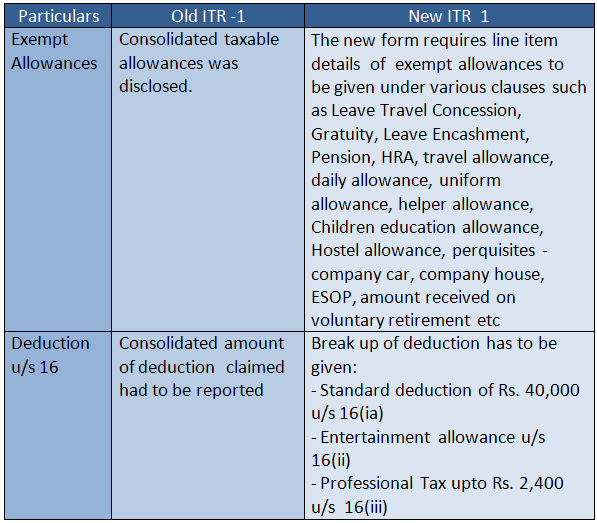 Particulars
Old ITR -1
New ITR 1
Exempt
Allowances
Consolidated taxable
allowances was
disclosed.
The new form requires line item
details of exempt allowances to
be given under various clauses such
as Leave Travel Concession,
Gratuity, Leave Encashment,
Pension, HRA, travel allowance,
daily allowance, uniform
allowance, helper allowance,
Children education allowance,
Hostel allowance, perquisites -
company car, company house,
ESOP, amount received on
voluntary retirement etc
Deduction
u/s 16
Consolidated amount
of deduction claimed
had to be reported
Break up of deduction has to be
given:
- Standard deduction of Rs. 40,000
u/s 16(ia)
- Entertainment allowance u/s
16(ii)
- Professional Tax upto Rs. 2,400
u/s 16(iii)